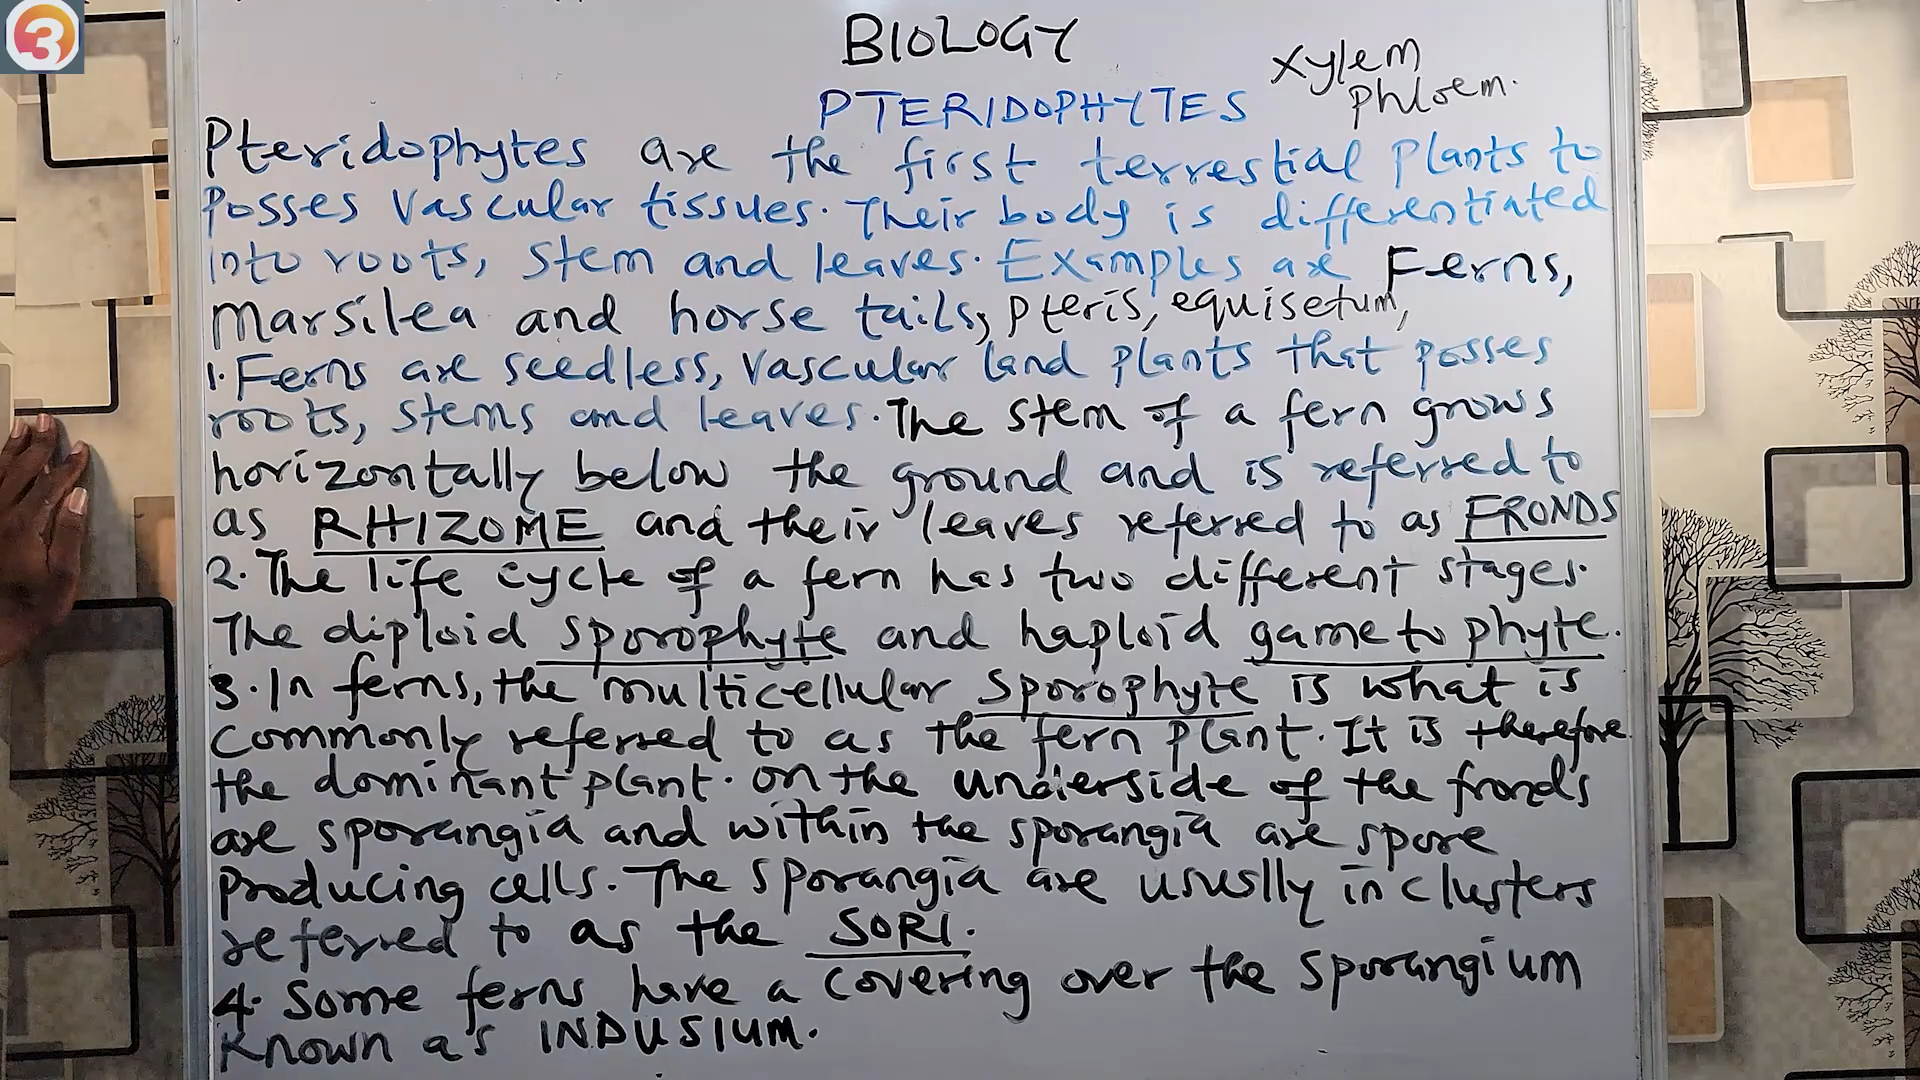 3
BIOLOGY
xylem
phloem.
PTERIDOPHYTES
Pteridophytes are the first terrestial plants to
posses vascular tissues. Their body is differentiated
into roots, stem and leaves. Examples are Ferns,
marsilea and horse tails, pteris, equisetum,
1. Ferns are seedless, vascular land plants that posses
roots, stems and leaves. The stem of a fern grows
horizontally below the ground and is referred to
as RHIZOME and their leaves referred to as FRONDS
2. The life cycle of a fern has two different stages.
The diploid sporophyte and haploid gametophyte.
3. In ferns, the multicellular sporophyte is what is
commonly referred to as the fern plant. It is therefore
the dominant plant. on the underside of the fronds
are sporangia and within the sporangia are spore
producing cells. The sporangia are ususlly in clusters
referred to as the SORI.
4. Some ferns have a covering over the sporangium
known as INDUSIUM.